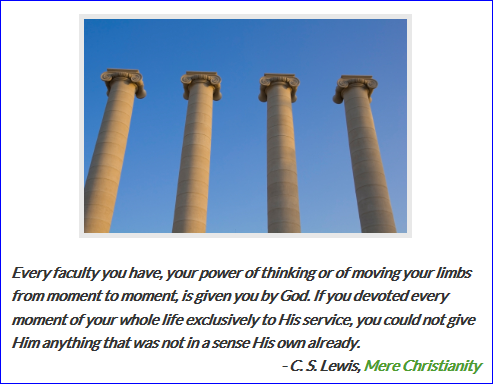 Every faculty you have, your power of thinking or of moving your limbs
from moment to moment, is given you by God. If you devoted every
moment of your whole life exclusively to His service, you could not give
Him anything that was not in a sense His own already.
- C. S. Lewis, Mere Christianity